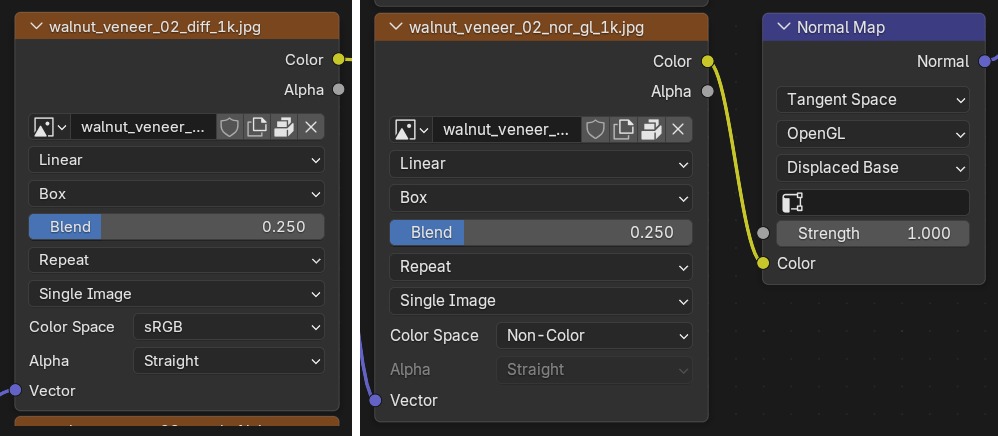 walnut_veneer_02_diff_1k.jpg
Color
Alpha
walnut_veneer_...
Linear
Box
Blend 0.250
Repeat
Single Image
Color Space sRGB
Alpha Straight
Vector
walnut_veneer_02_nor_gl_1k.jpg
Color
Alpha
walnut_veneer_...
Linear
Box
Blend 0.250
Repeat
Single Image
Color Space Non-Color
Alpha Straight
Vector
Normal Map
Normal
Tangent Space
OpenGL
Displaced Base
Strength 1.000
Color